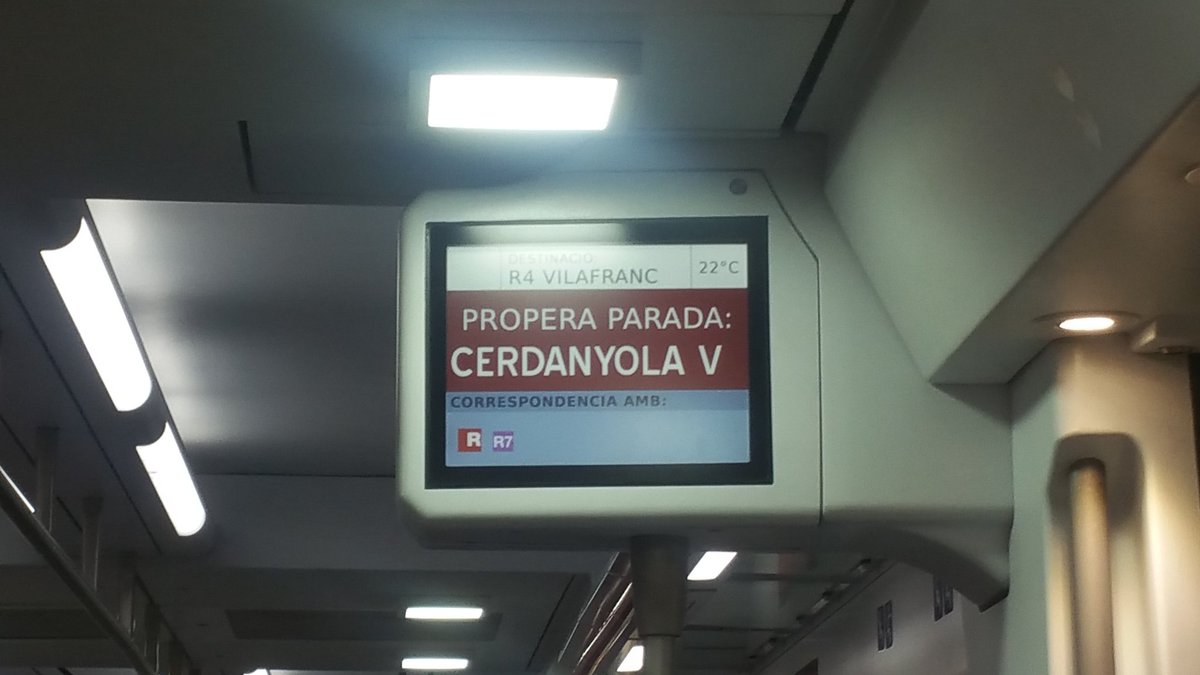 DESTINACIÓ:
R4 VILAFRANC
22°C
PROPERA PARADA:
CERDANYOLA V
CORRESPONDENCIA AMB:
R R7